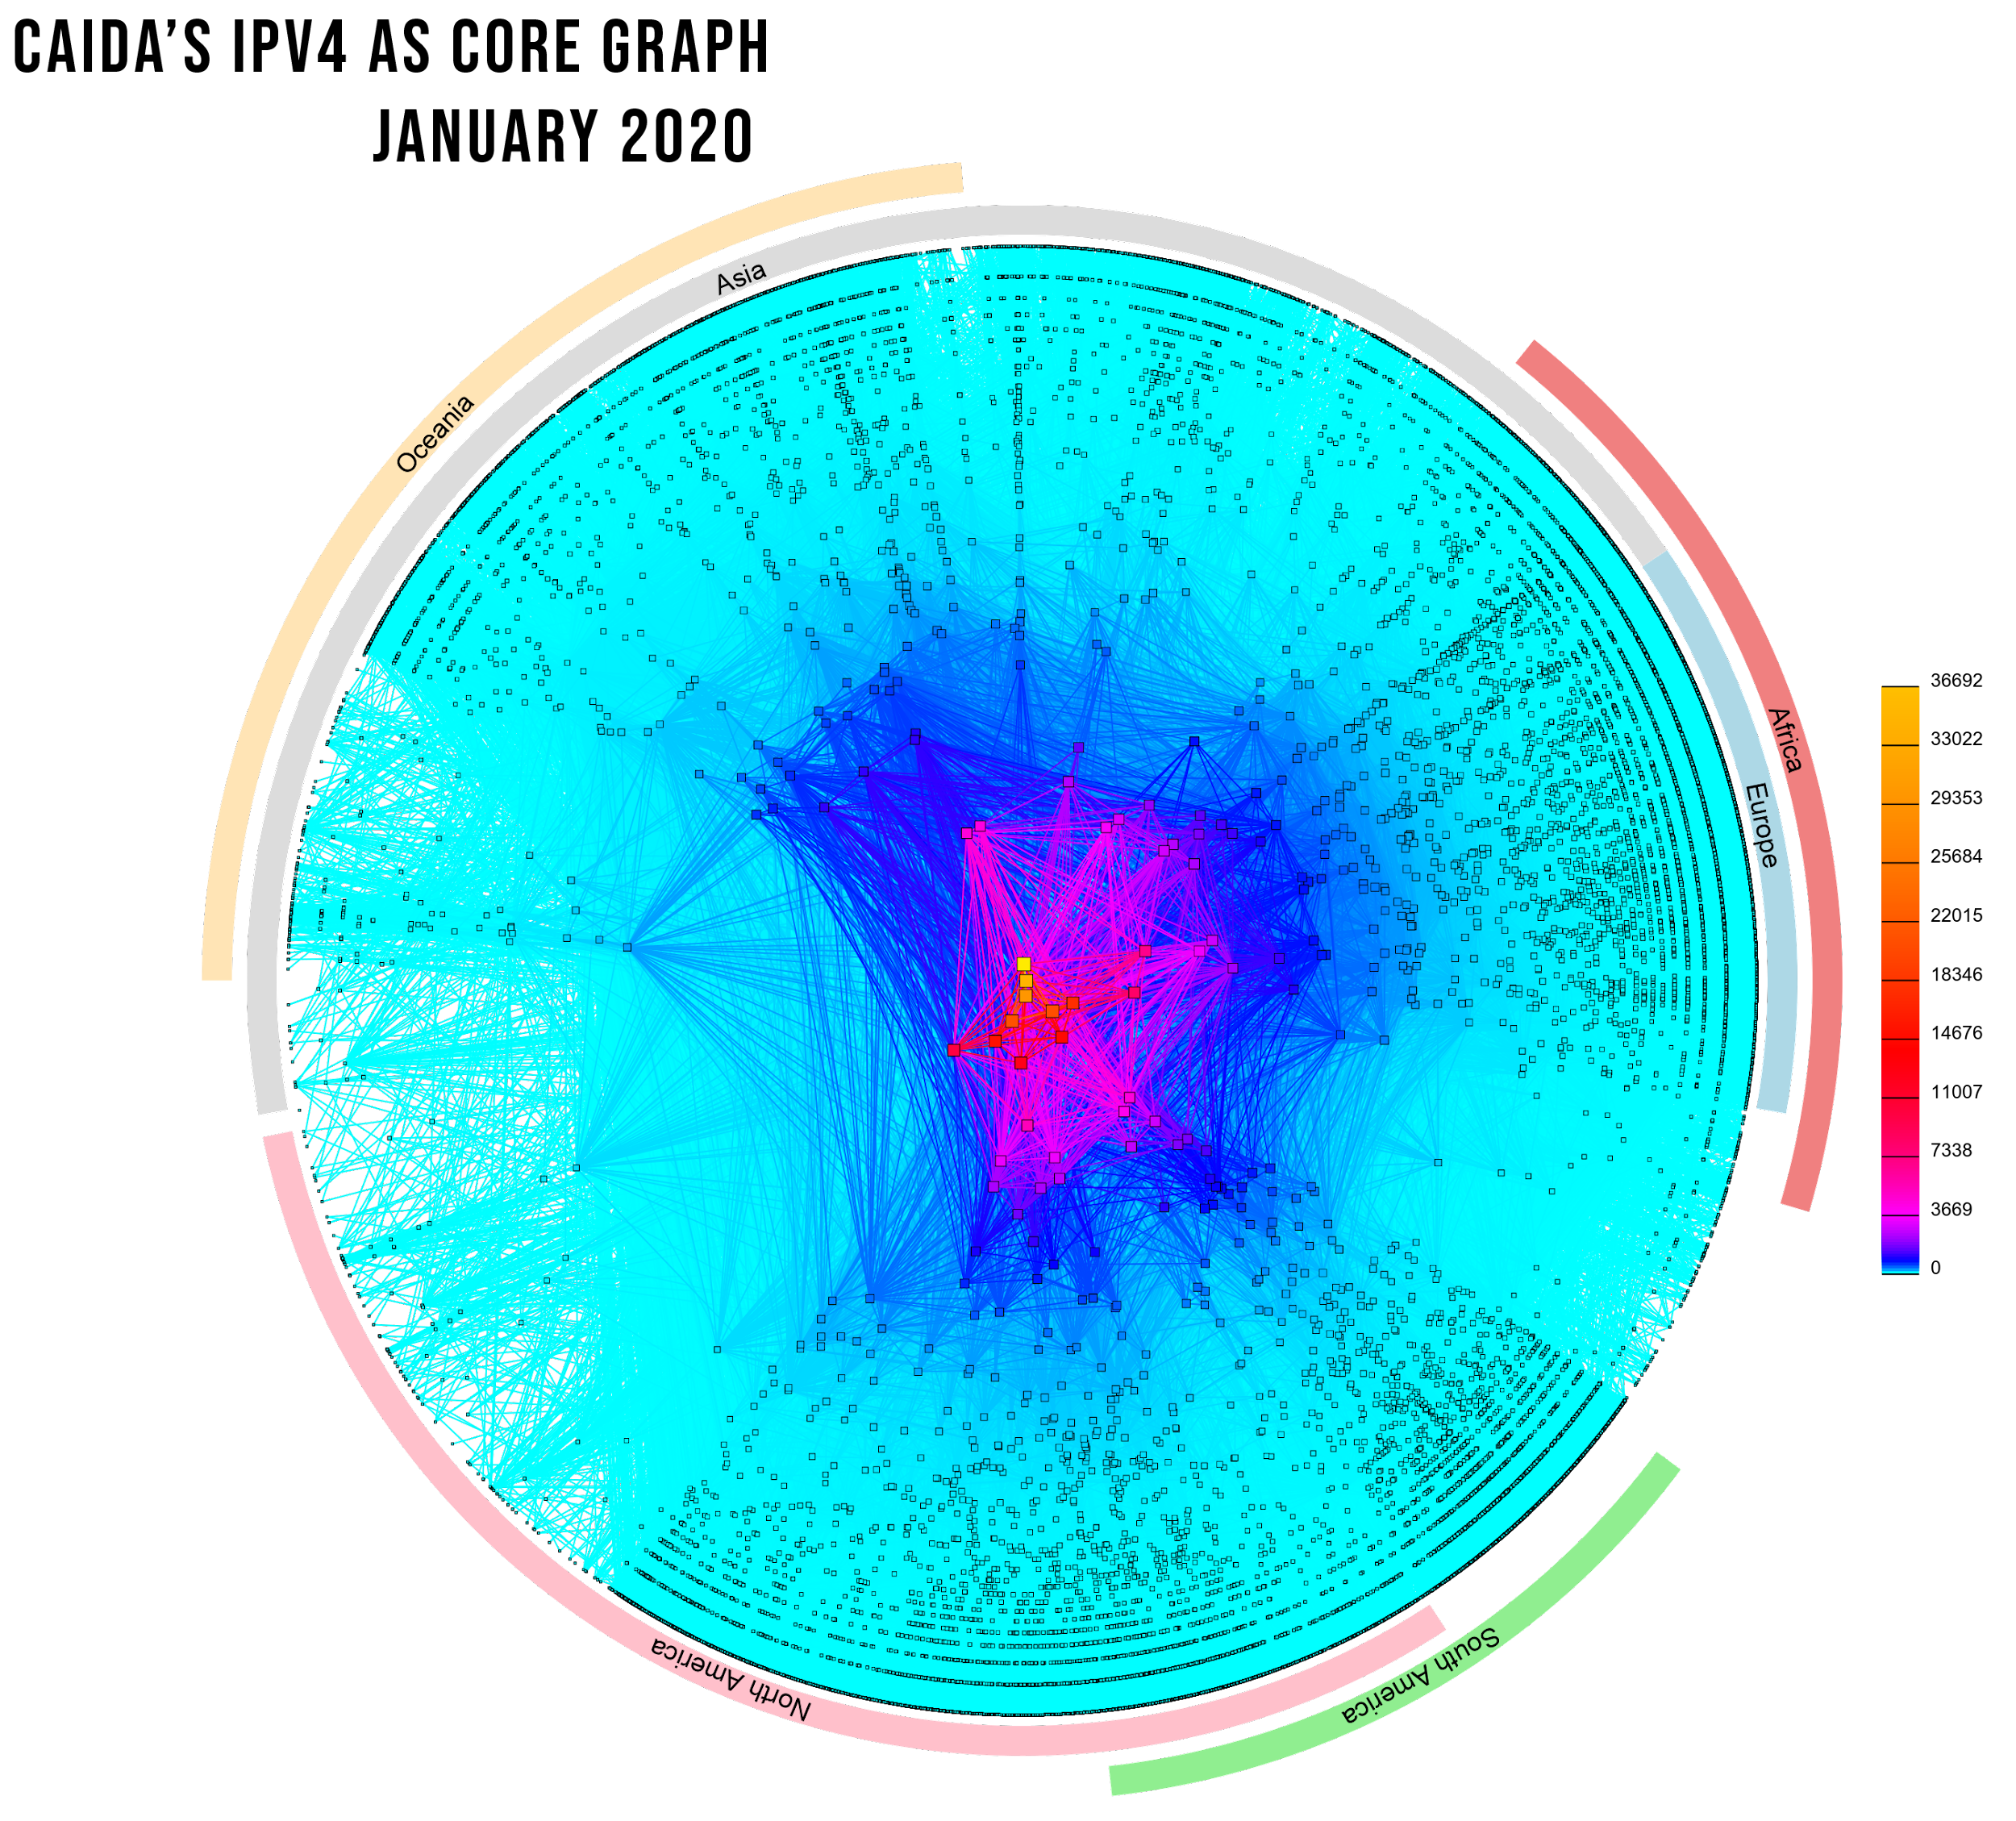 CAIDA'S IPV4 AS CORE GRAPH
JANUARY 2020
Asia
Oceania
Africa
Europe
36692
33022
29353
25684
22015
18346
14676
11007
7338
3669
0
North America
South America